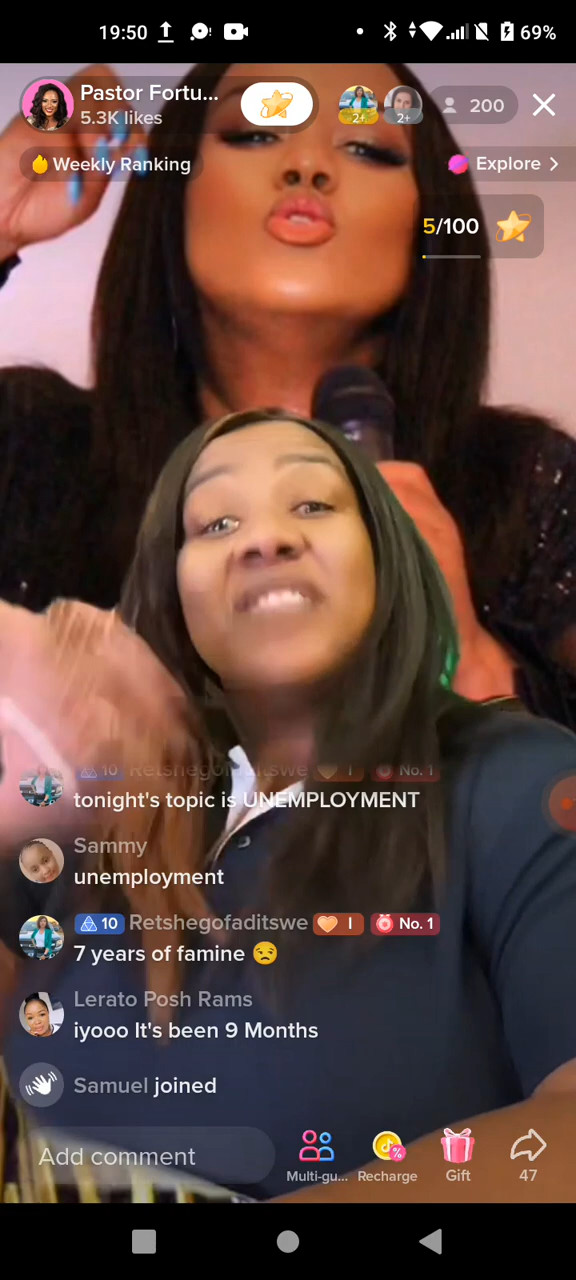 19:50
69%
Pastor Fortu...
5.3K likes
2+
2+
200
Weekly Ranking
Explore >
5/100
10 Retshegofaditswe I No. 1
tonight's topic is UNEMPLOYMENT
Sammy
unemployment
10 Retshegofaditswe I No. 1
7 years of famine 😒
Lerato Posh Rams
iyooo It's been 9 Months
Samuel joined
Add comment
Multi-gu...
Recharge
Gift
47